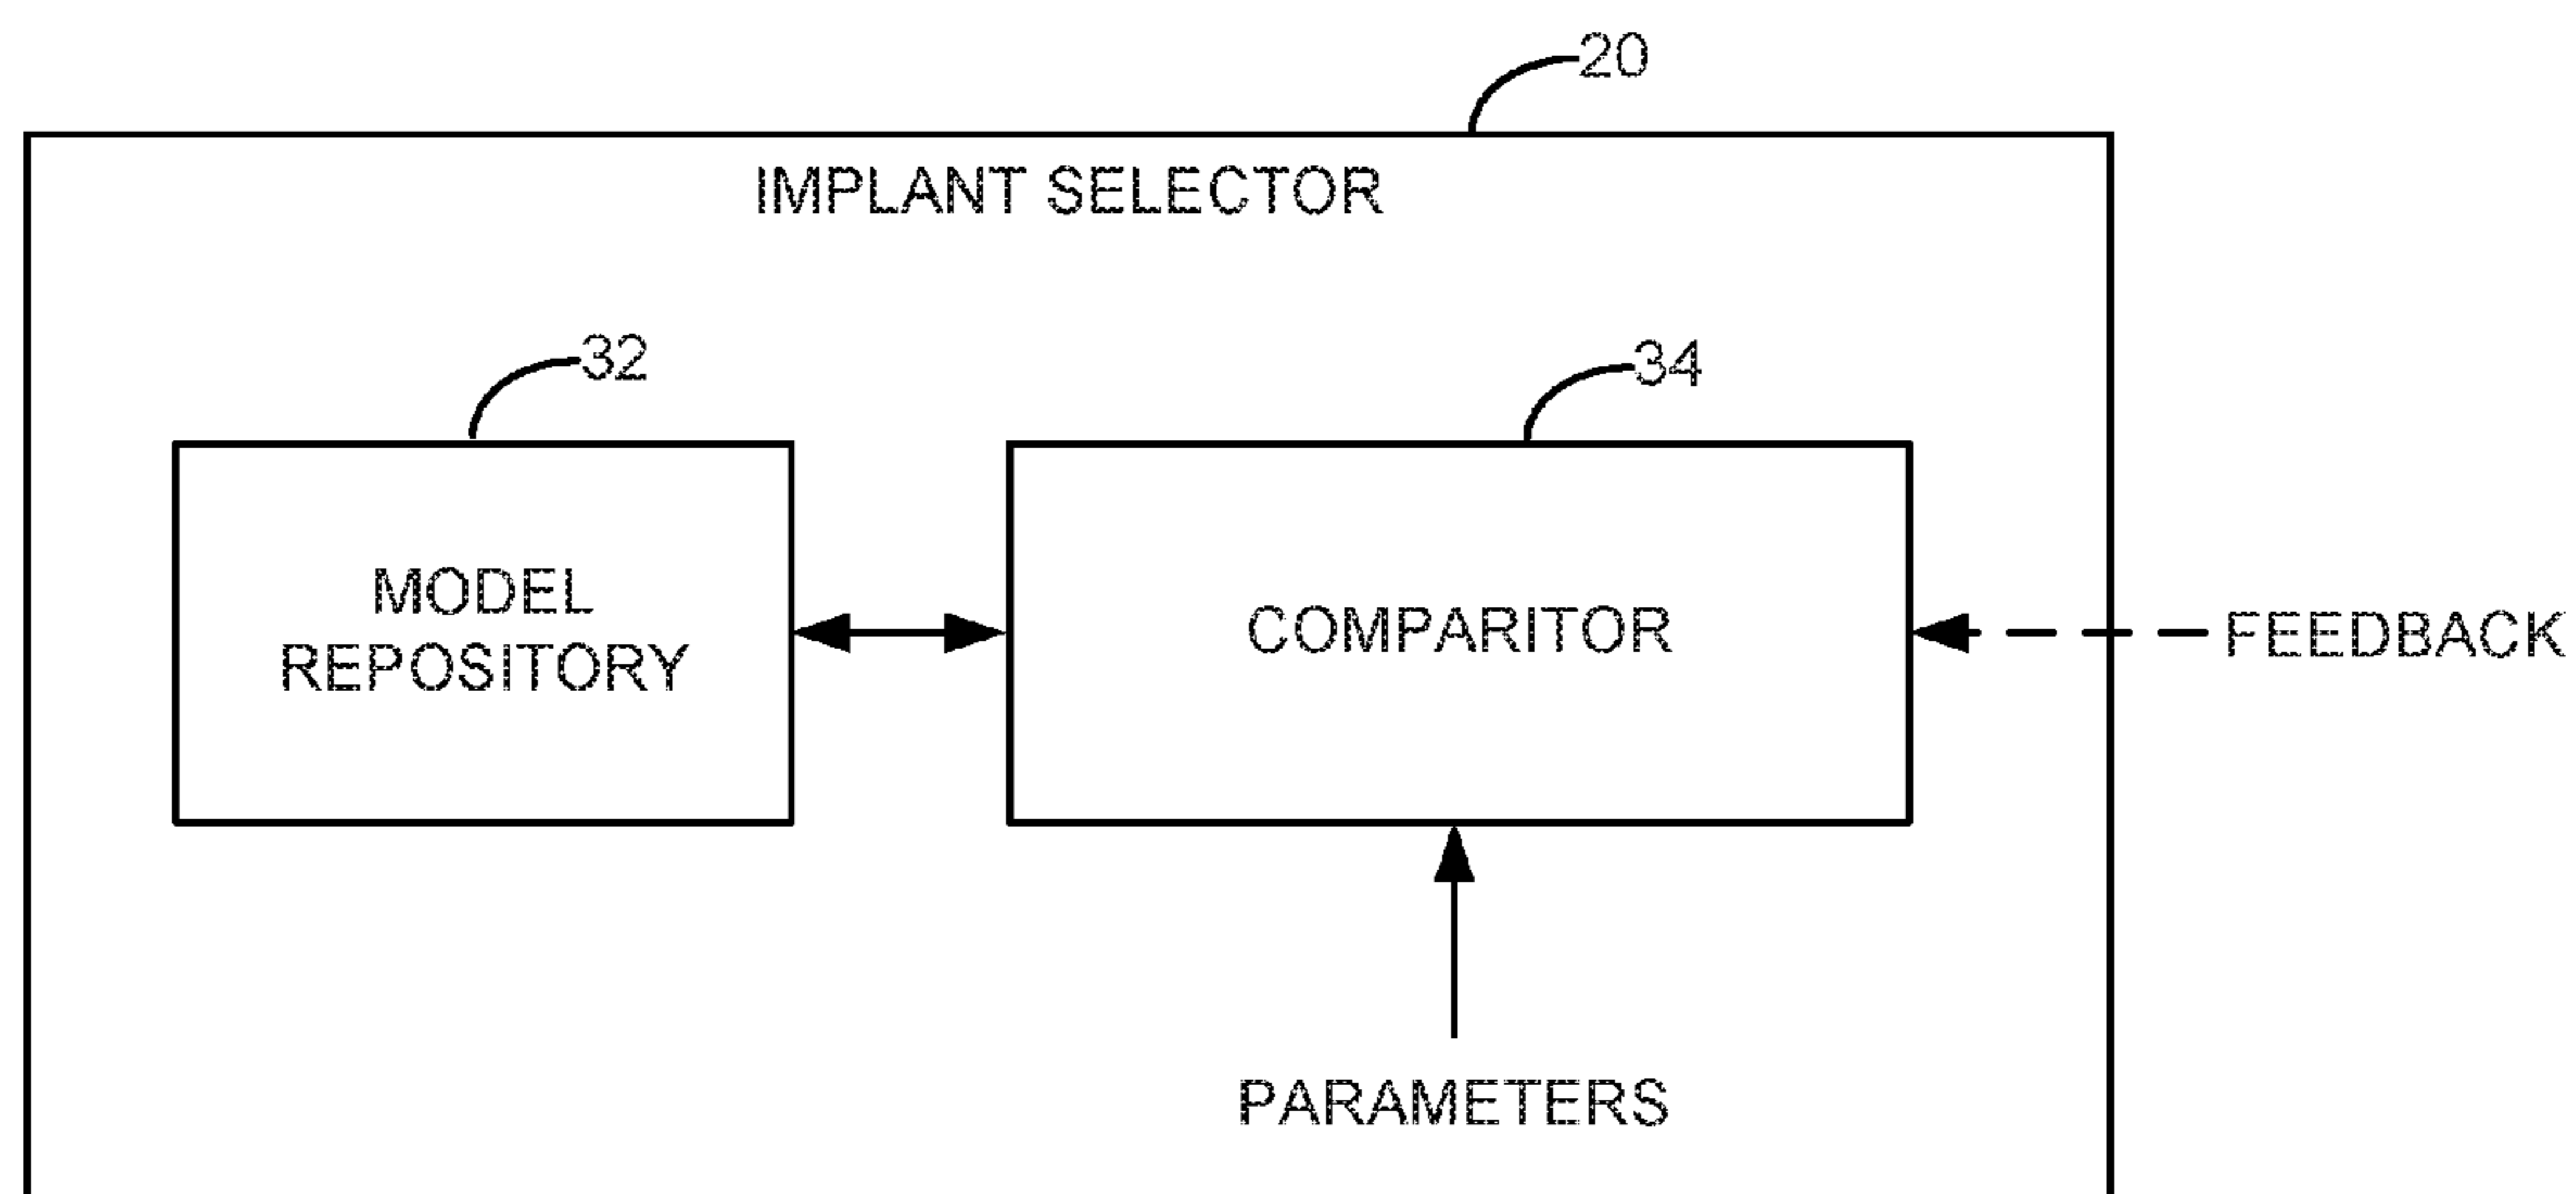 20
IMPLANT SELECTOR
32
34
MODEL
REPOSITORY
COMPARITOR
FEEDBACK
PARAMETERS